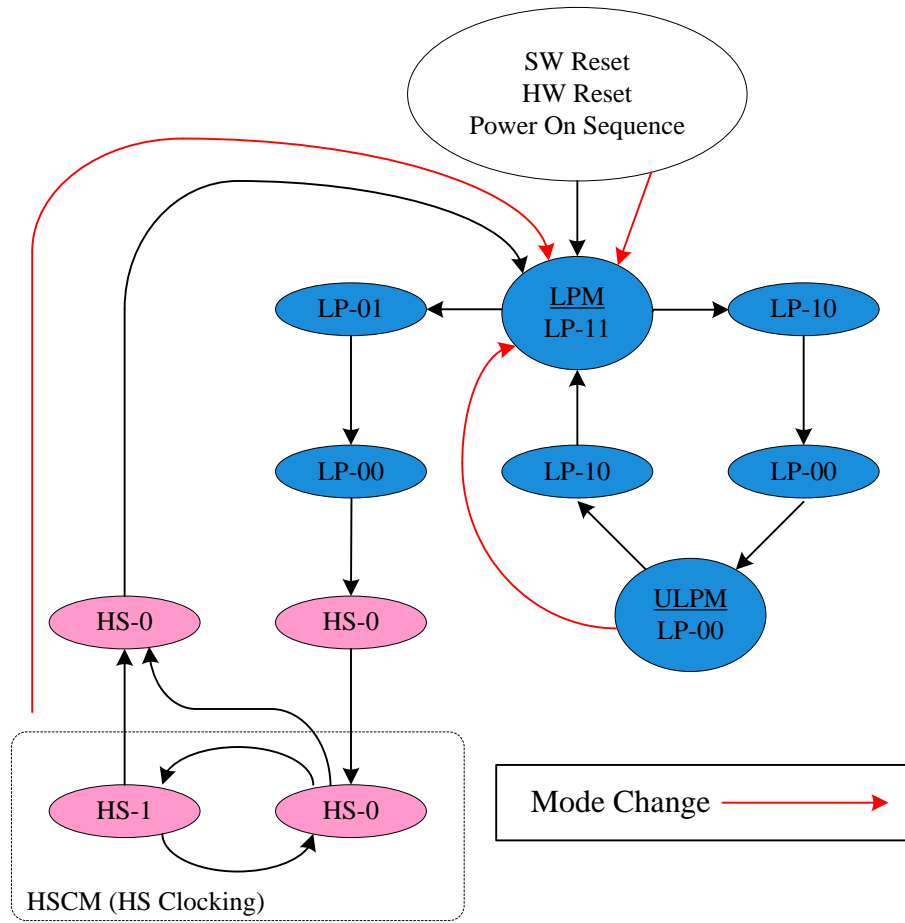 SW Reset
HW Reset
Power On Sequence
LP-01
LPM
LP-11
LP-10
LP-00
LP-10
LP-00
HS-0
HS-0
ULPM
LP-00
HS-1
HS-0
Mode Change
HSCM (HS Clocking)